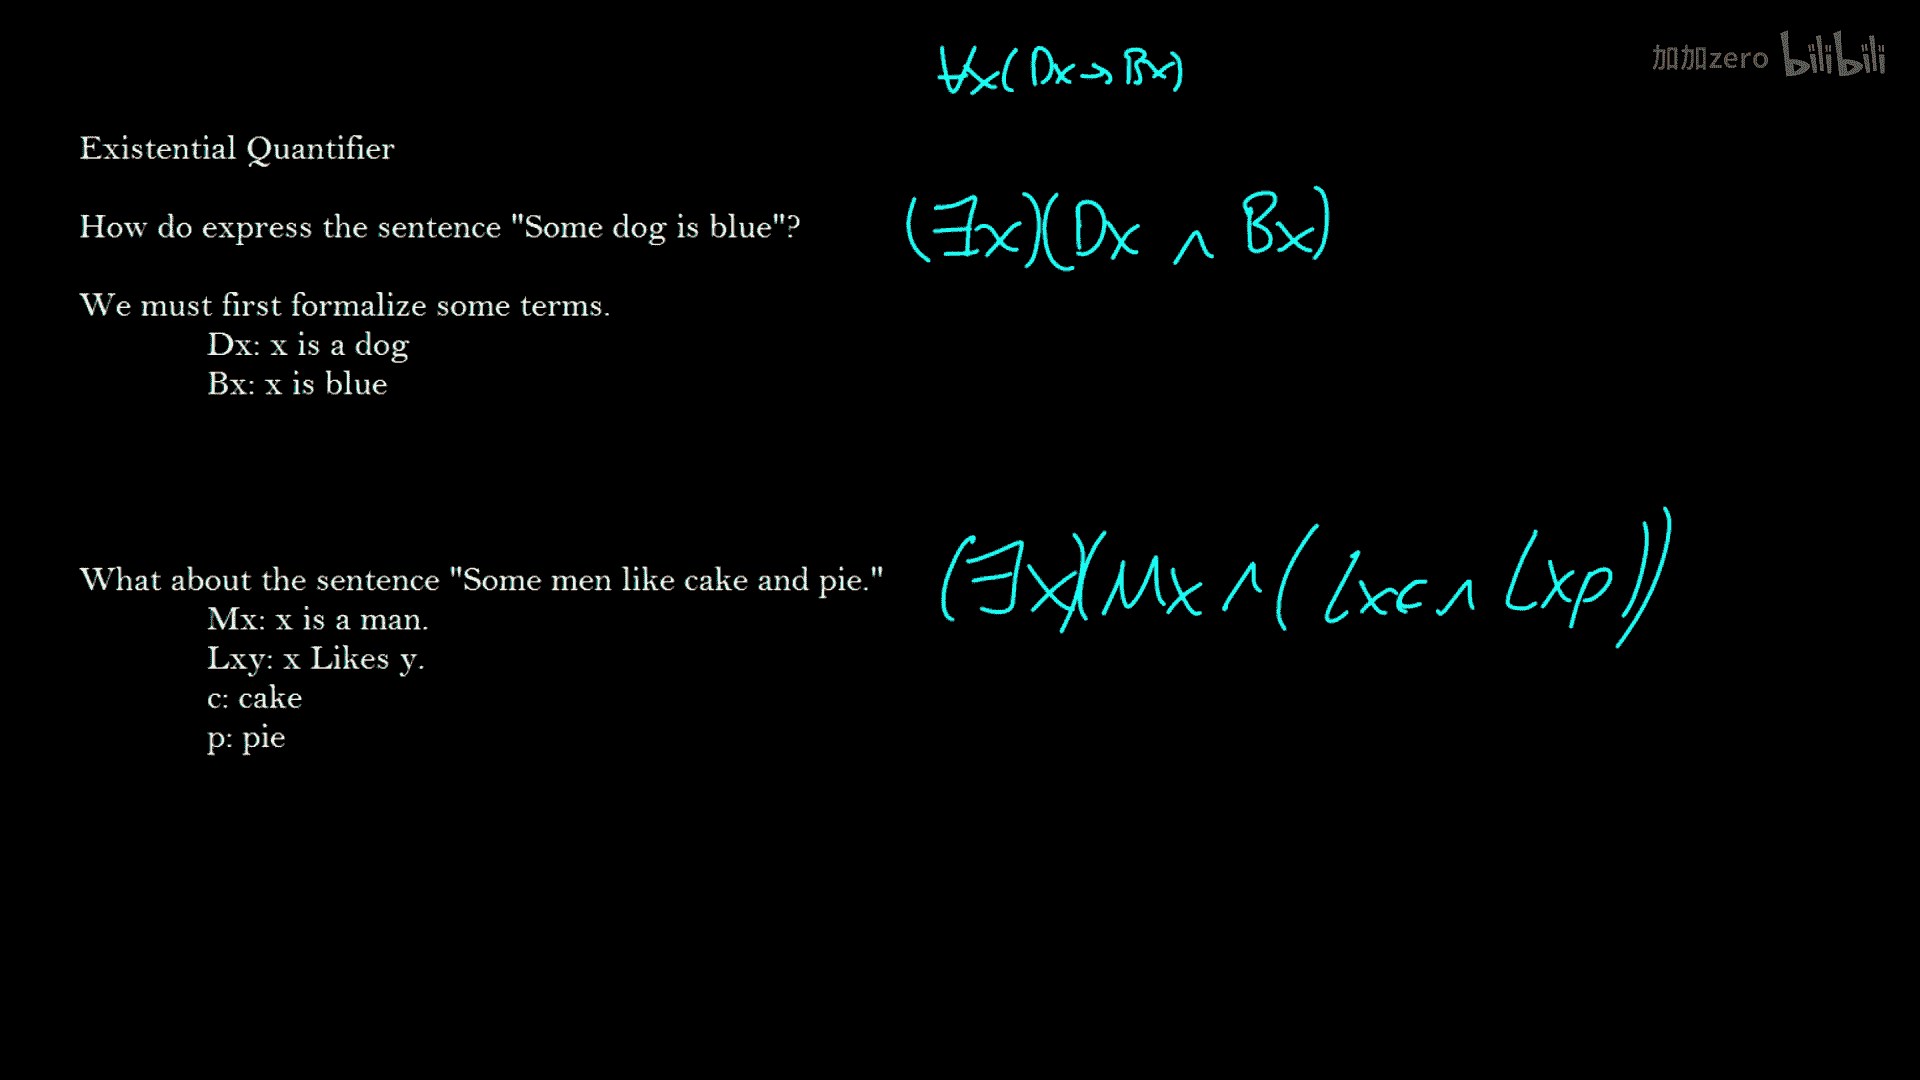 ∀x(Dx→Bx)
加加zero bilibili
Existential Quantifier
How do express the sentence "Some dog is blue"? (∃x)(Dx ∧ Bx)
We must first formalize some terms.
Dx: x is a dog
Bx: x is blue
What about the sentence "Some men like cake and pie." (∃x)(Mx ∧ (Lxc ∧ Lxp))
Mx: x is a man.
Lxy: x Likes y.
c: cake
p: pie